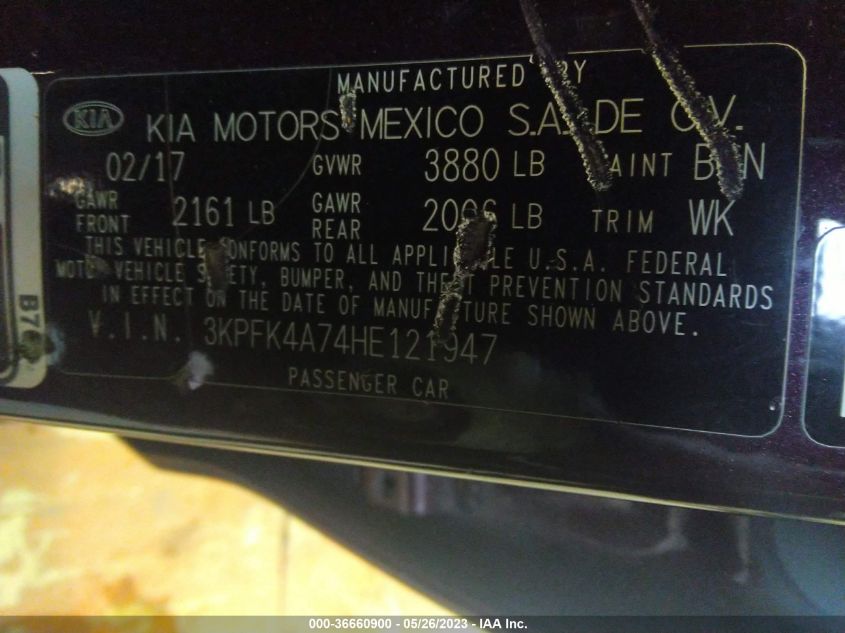 MANUFACTURED BY
KIA KIA MOTORS MEXICO S.A. DE C.V.
02/17 GVWR 3880 LB PAINT
GAWR FRONT 2161 LB GAWR REAR LB TRIM WK
THIS VEHICLE CONFORMS TO ALL APPLICABLE U.S.A. FEDERAL
MOTOR VEHICLE SAFETY, BUMPER, AND THEFT PREVENTION STANDARDS
IN EFFECT ON THE DATE OF MANUFACTURE SHOWN ABOVE.
V.I.N. 3KPFK4A74HE121947
PASSENGER CAR
000-36660900 - 05/26/2023 - IAA Inc.